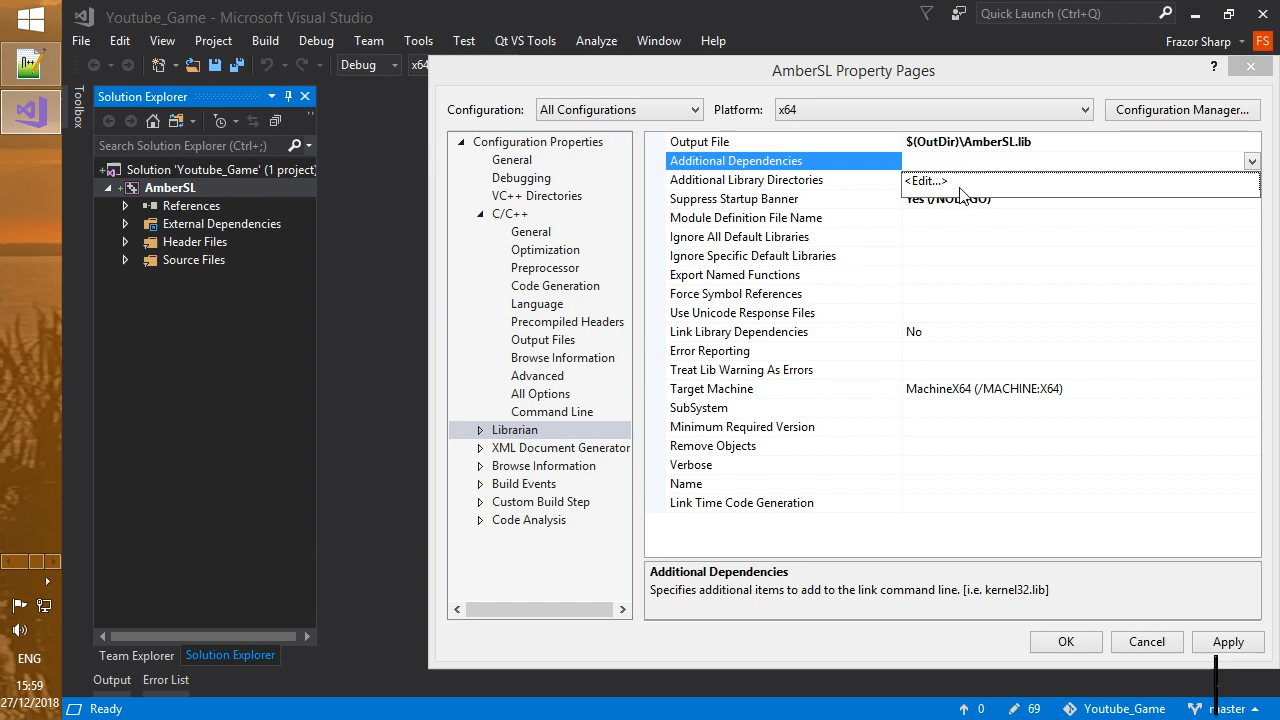 Youtube_Game - Microsoft Visual Studio
Quick Launch (Ctrl+Q)
File Edit View Project Build Debug Team Tools Test Qt VS Tools Analyze Window Help
Frazor Sharp
FS
Debug
x64
Toolbox
Solution Explorer
Search Solution Explorer (Ctrl+;)
Solution 'Youtube_Game' (1 project)
AmberSL
References
External Dependencies
Header Files
Source Files
Team Explorer
Solution Explorer
Output
Error List
AmberSL Property Pages
?
Configuration:
All Configurations
Platform:
x64
Configuration Manager...
Configuration Properties
General
Debugging
VC++ Directories
C/C++
General
Optimization
Preprocessor
Code Generation
Language
Precompiled Headers
Output Files
Browse Information
Advanced
All Options
Command Line
Librarian
XML Document Generator
Browse Information
Build Events
Custom Build Step
Code Analysis
Output File $(OutDir)\AmberSL.lib
Additional Dependencies
<Edit...>
Additional Library Directories
Suppress Startup Banner
Module Definition File Name
Ignore All Default Libraries
Ignore Specific Default Libraries
Export Named Functions
Force Symbol References
Use Unicode Response Files
Link Library Dependencies No
Error Reporting
Treat Lib Warning As Errors
Target Machine MachineX64 (/MACHINE:X64)
SubSystem
Minimum Required Version
Remove Objects
Verbose
Name
Link Time Code Generation
Additional Dependencies
Specifies additional items to add to the link command line. [i.e. kernel32.lib]
OK
Cancel
Apply
ENG
15:59
27/12/2018
Ready
0
69
Youtube_Game
master